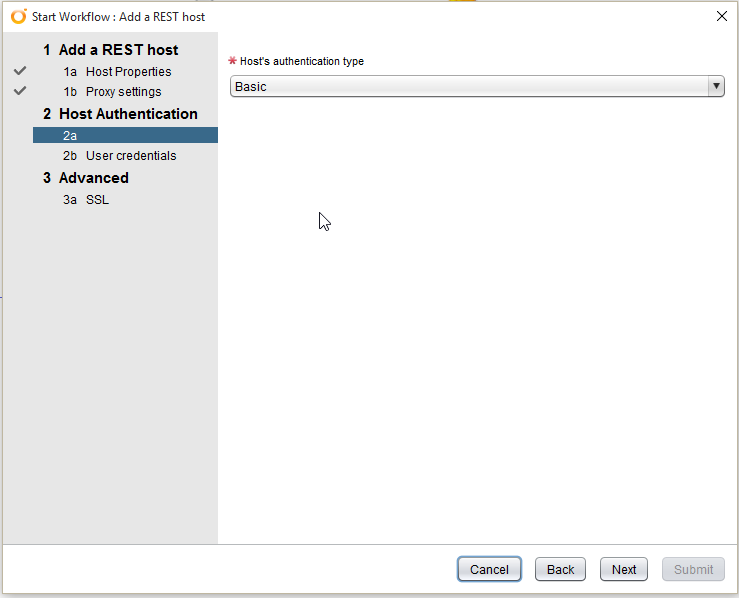 Start Workflow : Add a REST host
1 Add a REST host
1a Host Properties
1b Proxy settings
2 Host Authentication
2a
2b User credentials
3 Advanced
3a SSL
* Host's authentication type
Basic
Cancel Back Next Submit